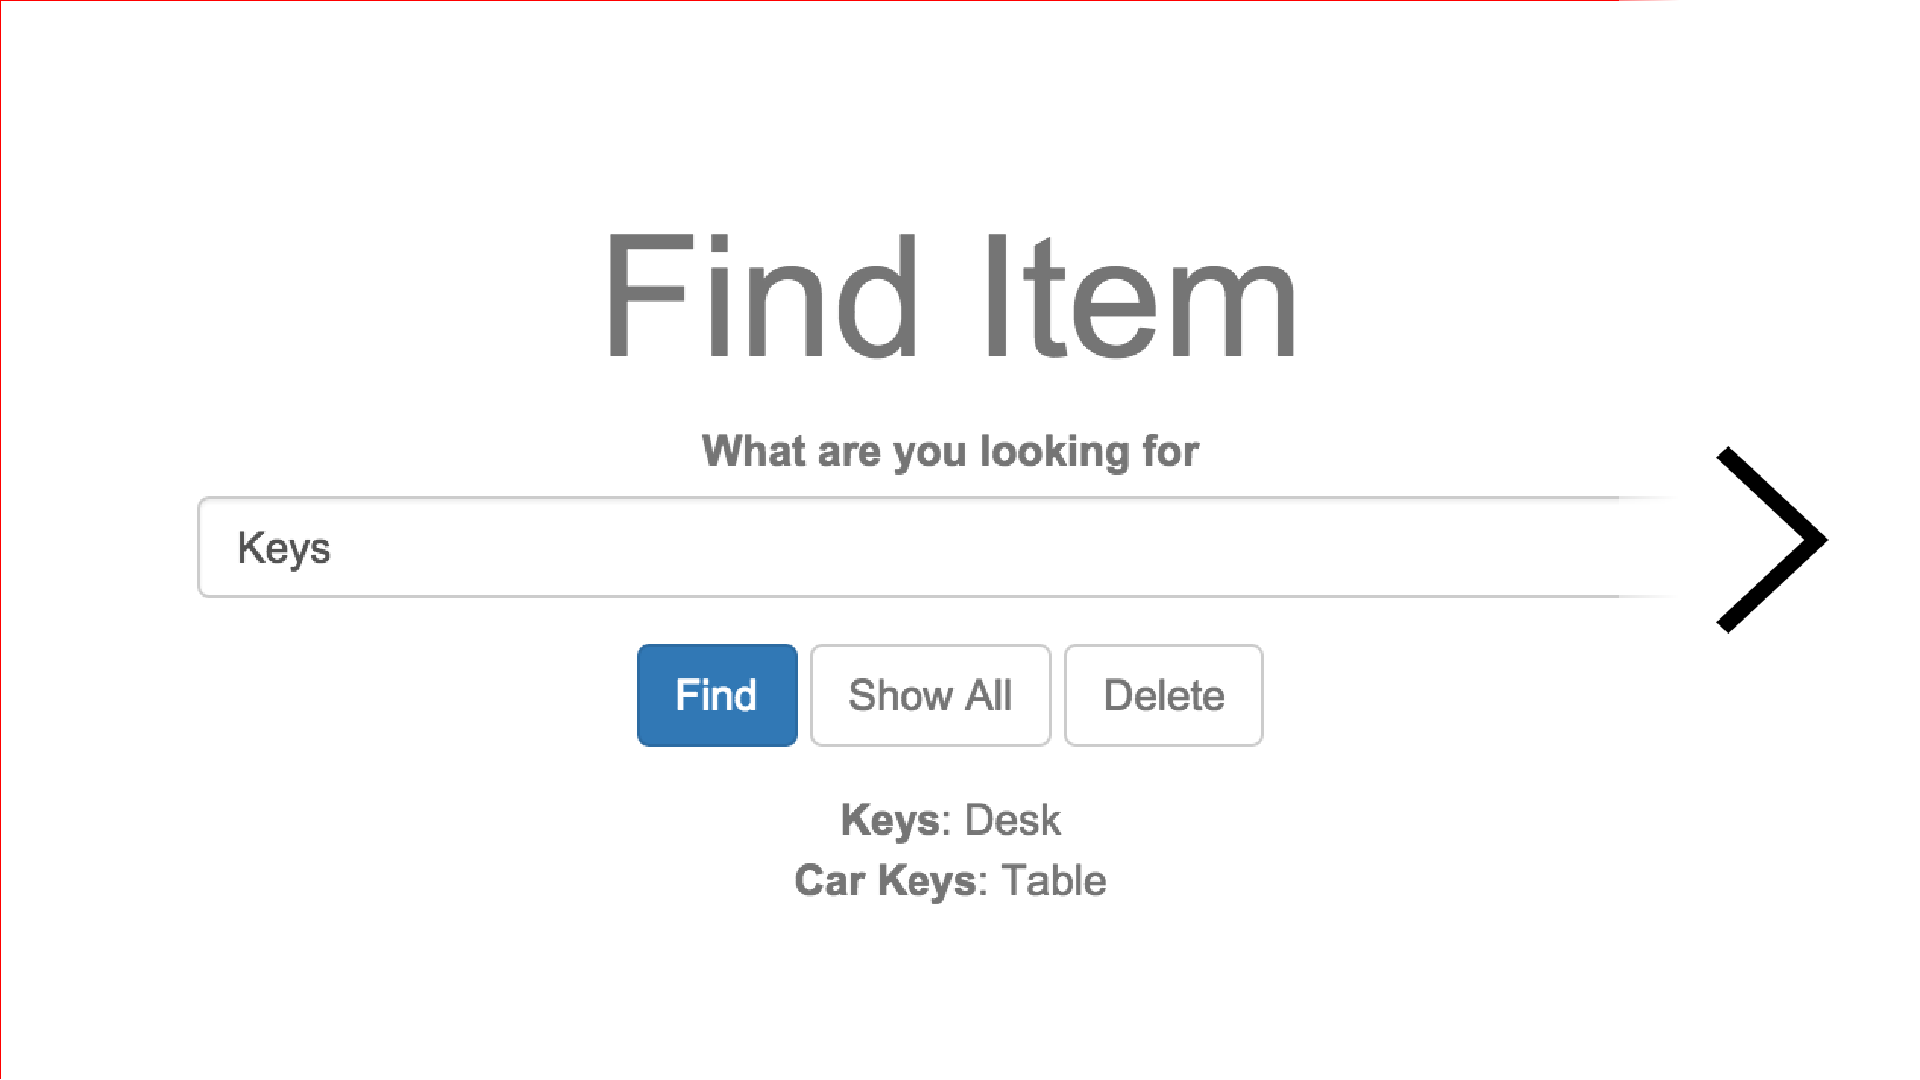 Find Item
What are you looking for
Keys
Find Show All Delete
Keys: Desk
Car Keys: Table